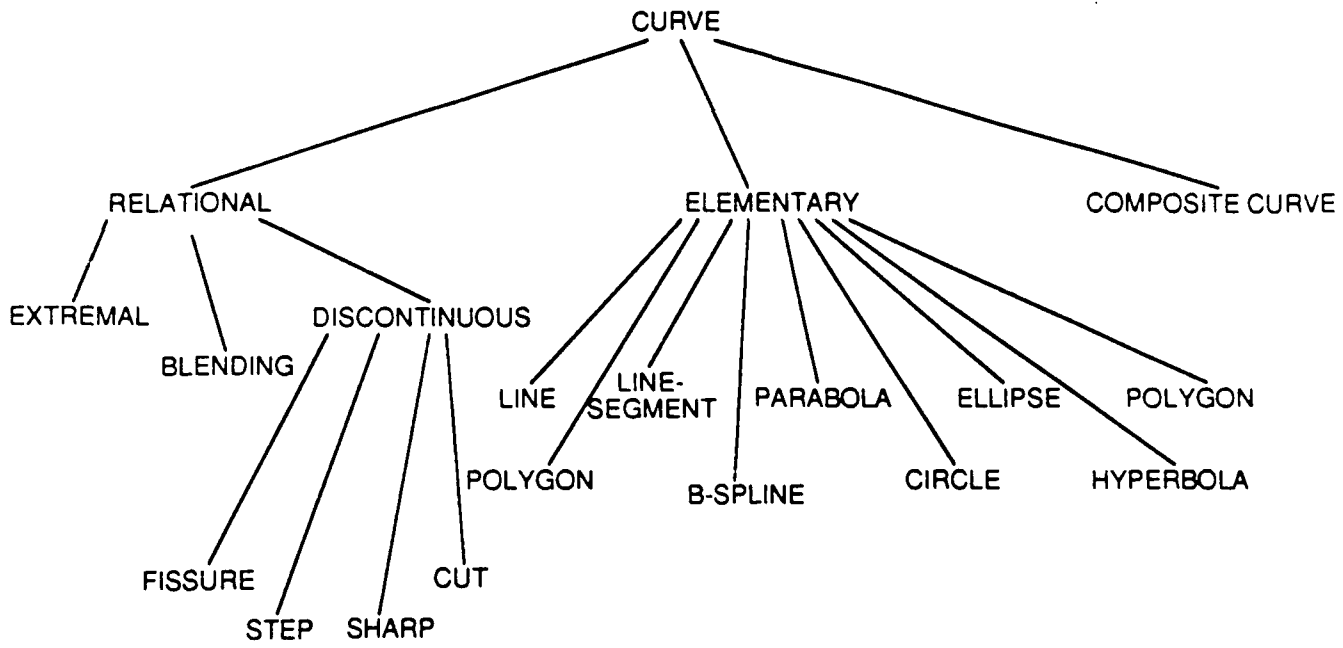 CURVE
RELATIONAL
ELEMENTARY
COMPOSITE CURVE
EXTREMAL
DISCONTINUOUS
BLENDING
LINE
LINE-
SEGMENT
PARABOLA
ELLIPSE
POLYGON
POLYGON
B-SPLINE
CIRCLE
HYPERBOLA
FISSURE
CUT
STEP
SHARP